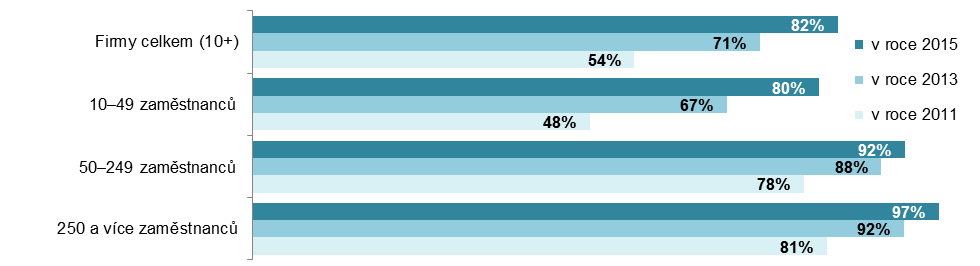 Firmy celkem (10+)
82%
71%
54%
10–49 zaměstnanců
80%
67%
48%
50–249 zaměstnanců
92%
88%
78%
250 a více zaměstnanců
97%
92%
81%
v roce 2015
v roce 2013
v roce 2011